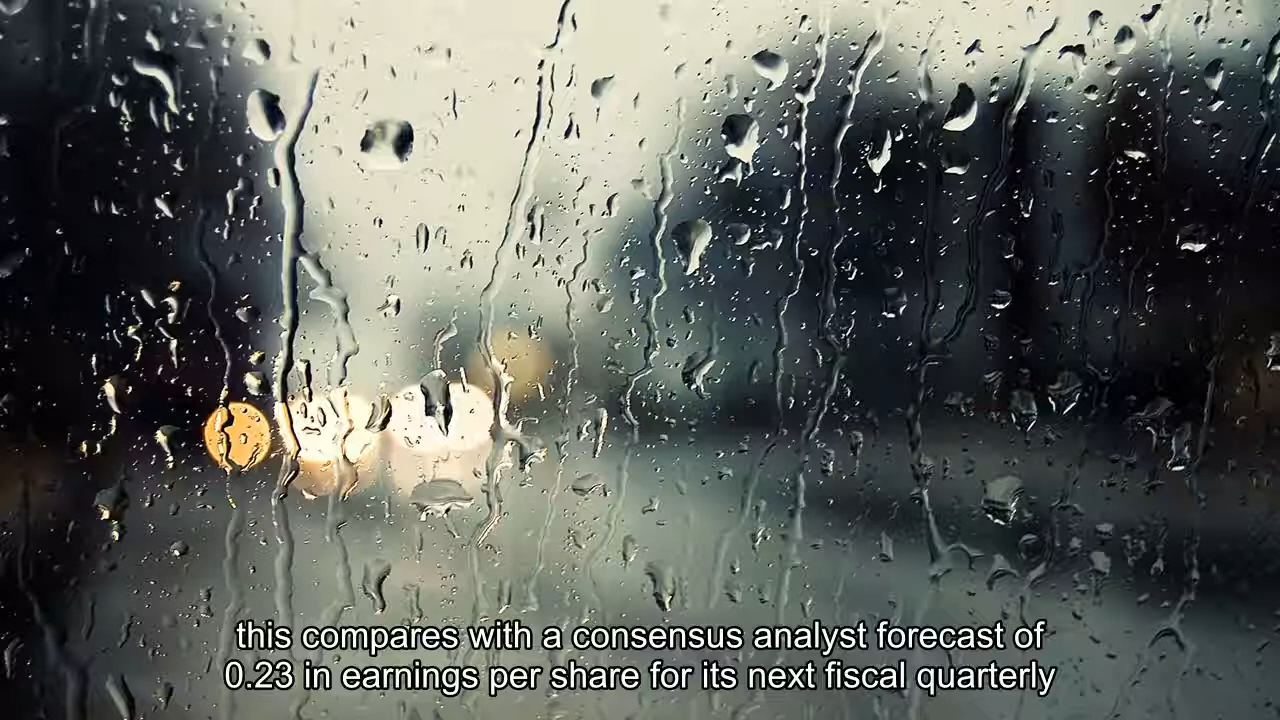 this compares with a consensus analyst forecast of
0.23 in earnings per share for its next fiscal quarterly